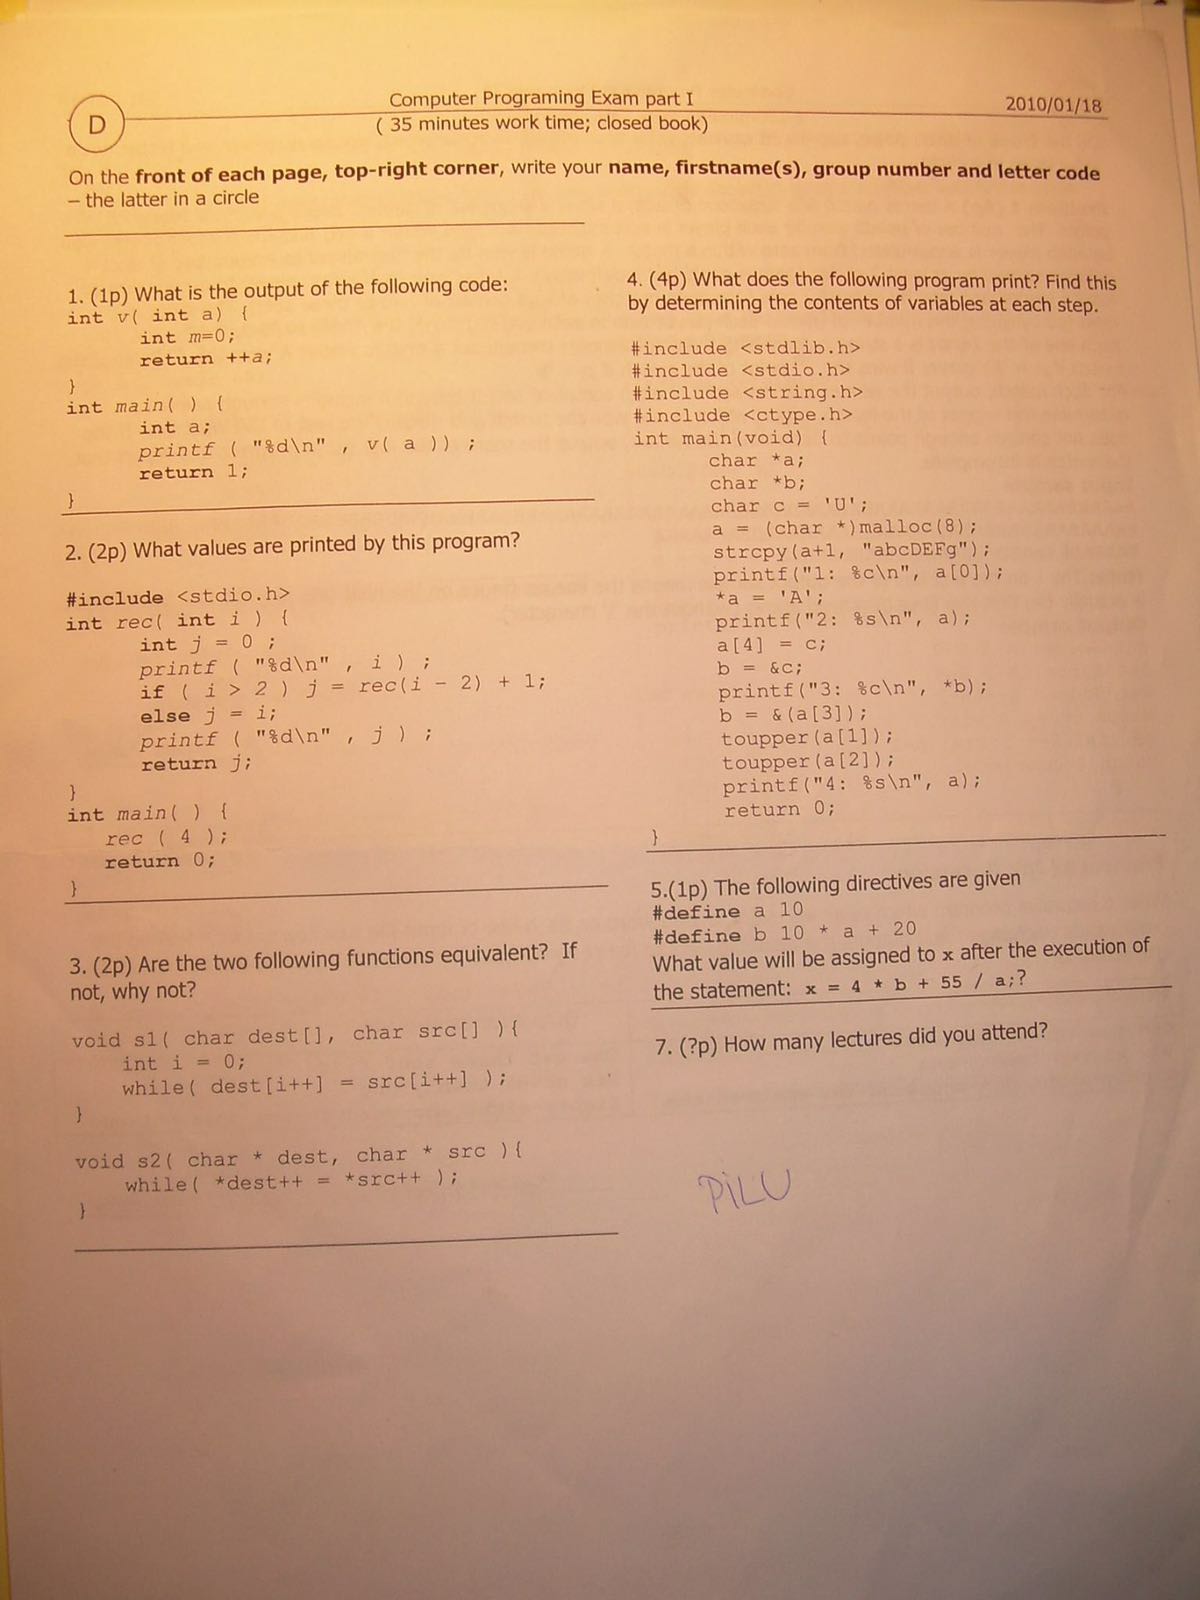 D
Computer Programing Exam part I
2010/01/18
( 35 minutes work time; closed book)
On the front of each page, top-right corner, write your name, firstname(s), group number and letter code
– the latter in a circle
1. (1p) What is the output of the following code:
int v( int a) {
int m=0;
return ++a;
}
int main( ) {
int a;
printf ( "%d\n" , v( a )) ;
return 1;
}
2. (2p) What values are printed by this program?
#include <stdio.h>
int rec( int i ) {
int j = 0 ;
printf ( "%d\n" , i ) ;
if ( i > 2 ) j = rec(i - 2) + 1;
else j = i;
printf ( "%d\n" , j ) ;
return j;
}
int main( ) {
rec ( 4 );
return 0;
}
3. (2p) Are the two following functions equivalent? If
not, why not?
void s1( char dest[], char src[] ){
int i = 0;
while( dest[i++] = src[i++] );
}
void s2( char * dest, char * src ){
while( *dest++ = *src++ );
}
4. (4p) What does the following program print? Find this
by determining the contents of variables at each step.
#include <stdlib.h>
#include <stdio.h>
#include <string.h>
#include <ctype.h>
int main(void) {
char *a;
char *b;
char c = 'U';
a = (char *)malloc(8);
strcpy(a+1, "abcDEFg");
printf("1: %c\n", a[0]);
*a = 'A';
printf("2: %s\n", a);
a[4] = c;
b = &c;
printf("3: %c\n", *b);
b = &(a[3]);
toupper(a[1]);
toupper(a[2]);
printf("4: %s\n", a);
return 0;
}
5.(1p) The following directives are given
#define a 10
#define b 10 * a + 20
What value will be assigned to x after the execution of
the statement: x = 4 * b + 55 / a;?
7. (?p) How many lectures did you attend?
PiLU